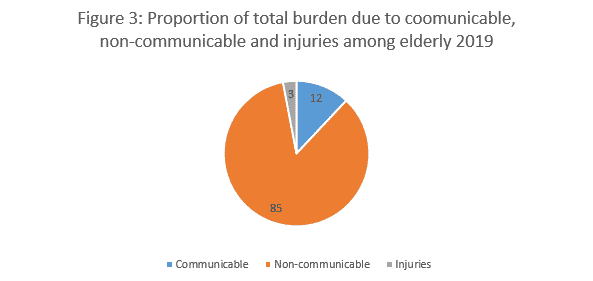 Figure 3: Proportion of total burden due to coomunicable,
non-communicable and injuries among elderly 2019
3
12
85
Communicable Non-communicable Injuries